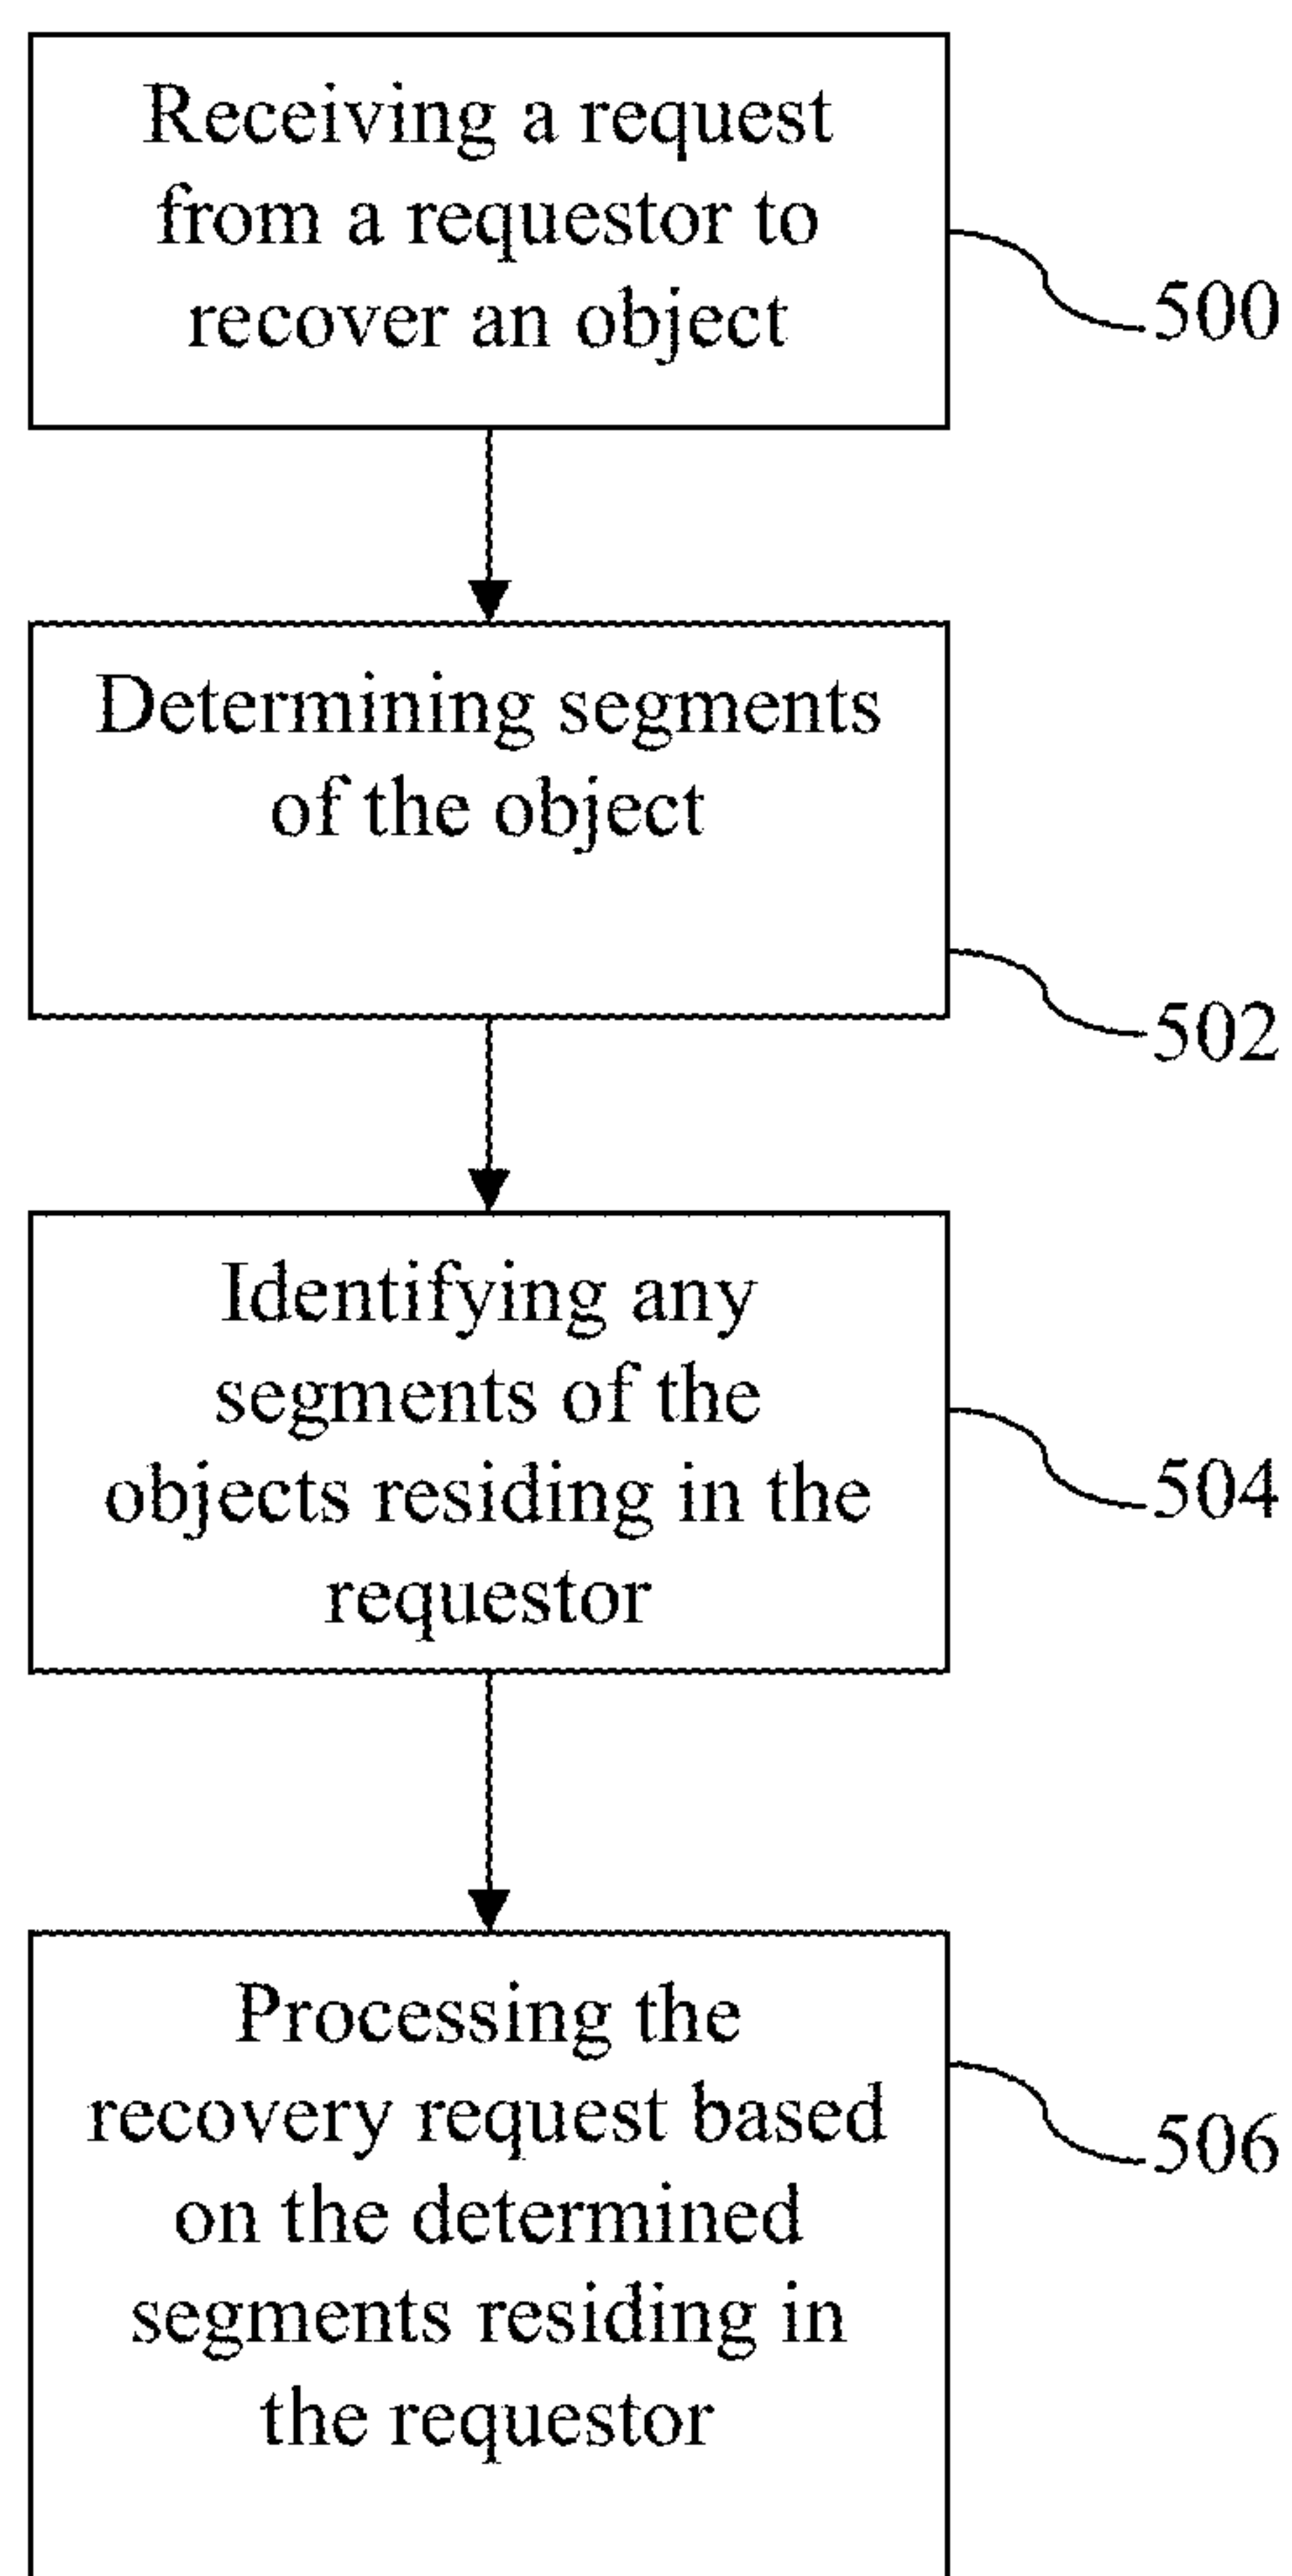 Receiving a request
from a requestor to
recover an object
500
Determining segments
of the object
502
Identifying any
segments of the
objects residing in the
requestor
504
Processing the
recovery request based
on the determined
segments residing in
the requestor
506